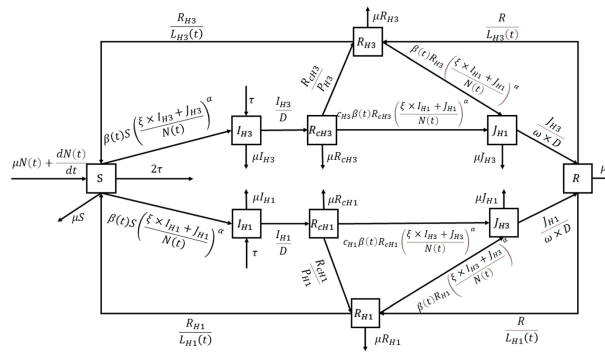 R_{H3}/L_{H3}(t)
μR_{H3}
R_{H3}
R/L_{H3}(t)
R_{cH3}/P_{H3}
β(t)R_{H3}((ξ × I_{H1} + J_{H1})/N(t))^α
β(t)S((ξ × I_{H3} + J_{H3})/N(t))^α
τ
I_{H3}
I_{H3}/D
R_{cH3}
c_{H3}β(t)R_{cH3}((ξ × I_{H1} + J_{H1})/N(t))^α
J_{H1}
J_{H3}/(ω × D)
μI_{H3}
μR_{cH3}
μJ_{H3}
μN(t) + dN(t)/dt
S
2τ
R
μ
μS
β(t)S((ξ × I_{H1} + J_{H1})/N(t))^α
μI_{H1}
I_{H1}
τ
I_{H1}/D
μR_{cH1}
R_{cH1}
c_{H1}β(t)R_{cH1}((ξ × I_{H3} + J_{H3})/N(t))^α
μJ_{H1}
J_{H3}
J_{H1}/(ω × D)
R_{cH1}/P_{H1}
β(t)R_{H1}((ξ × I_{H3} + J_{H3})/N(t))^α
R_{H1}/L_{H1}(t)
R_{H1}
μR_{H1}
R/L_{H1}(t)